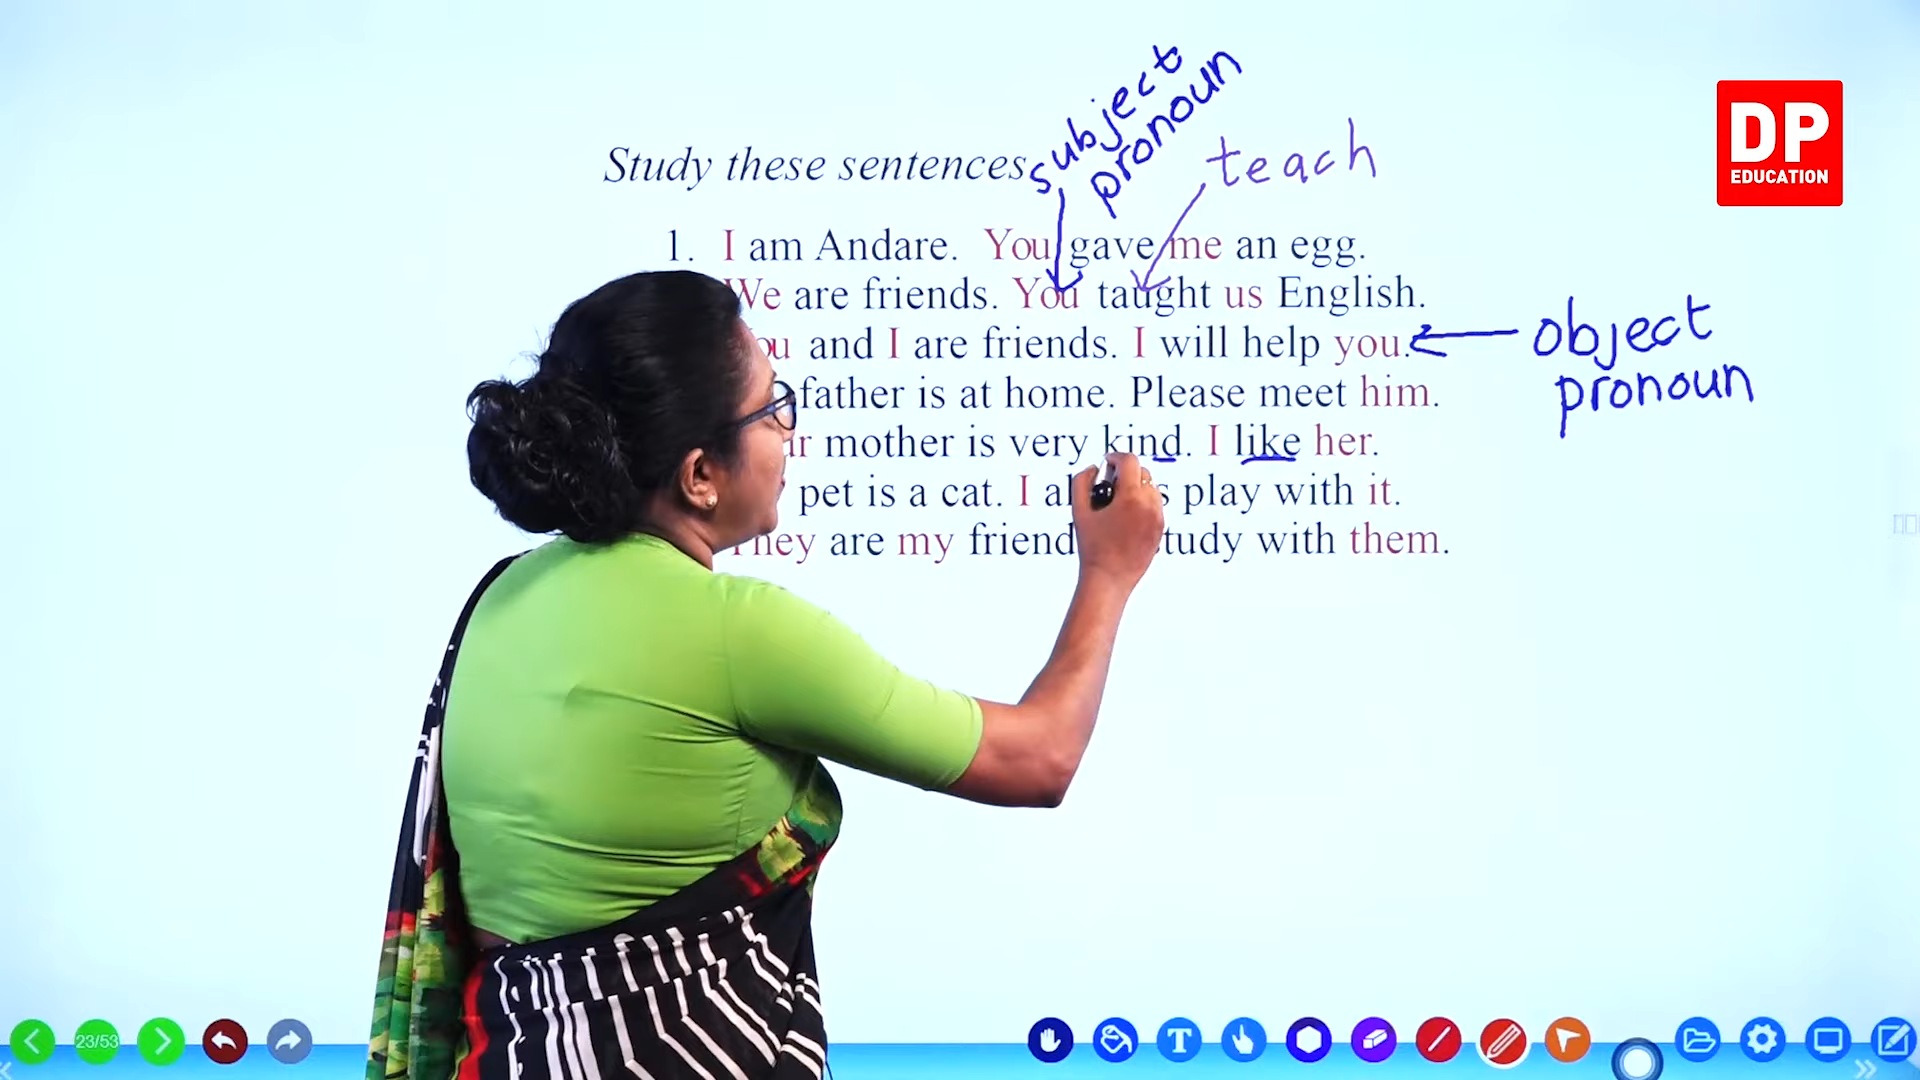 subject
pronoun
teach
DP
EDUCATION
Study these sentences
1. I am Andare. You gave me an egg.
We are friends. You taught us English.
and I are friends. I will help you.
object
pronoun
father is at home. Please meet him.
mother is very kind. I like her.
pet is a cat. I play with it.
They are my friend study with them.
23/53
T